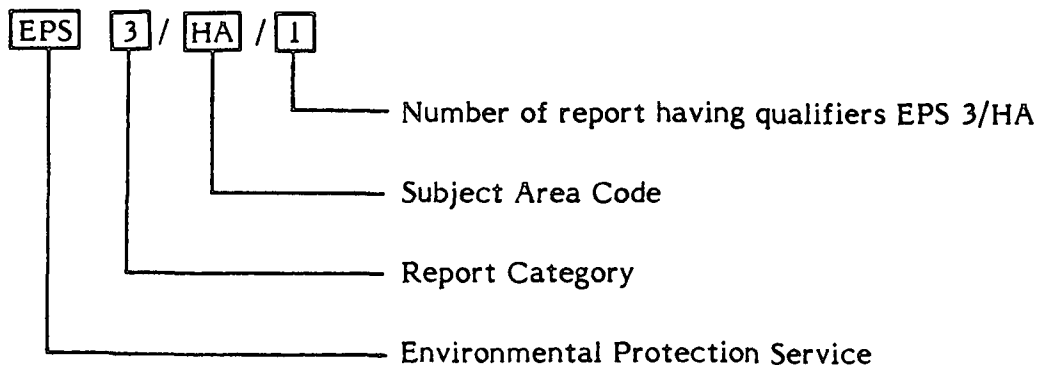 EPS 3 / HA / 1
Number of report having qualifiers EPS 3/HA
Subject Area Code
Report Category
Environmental Protection Service